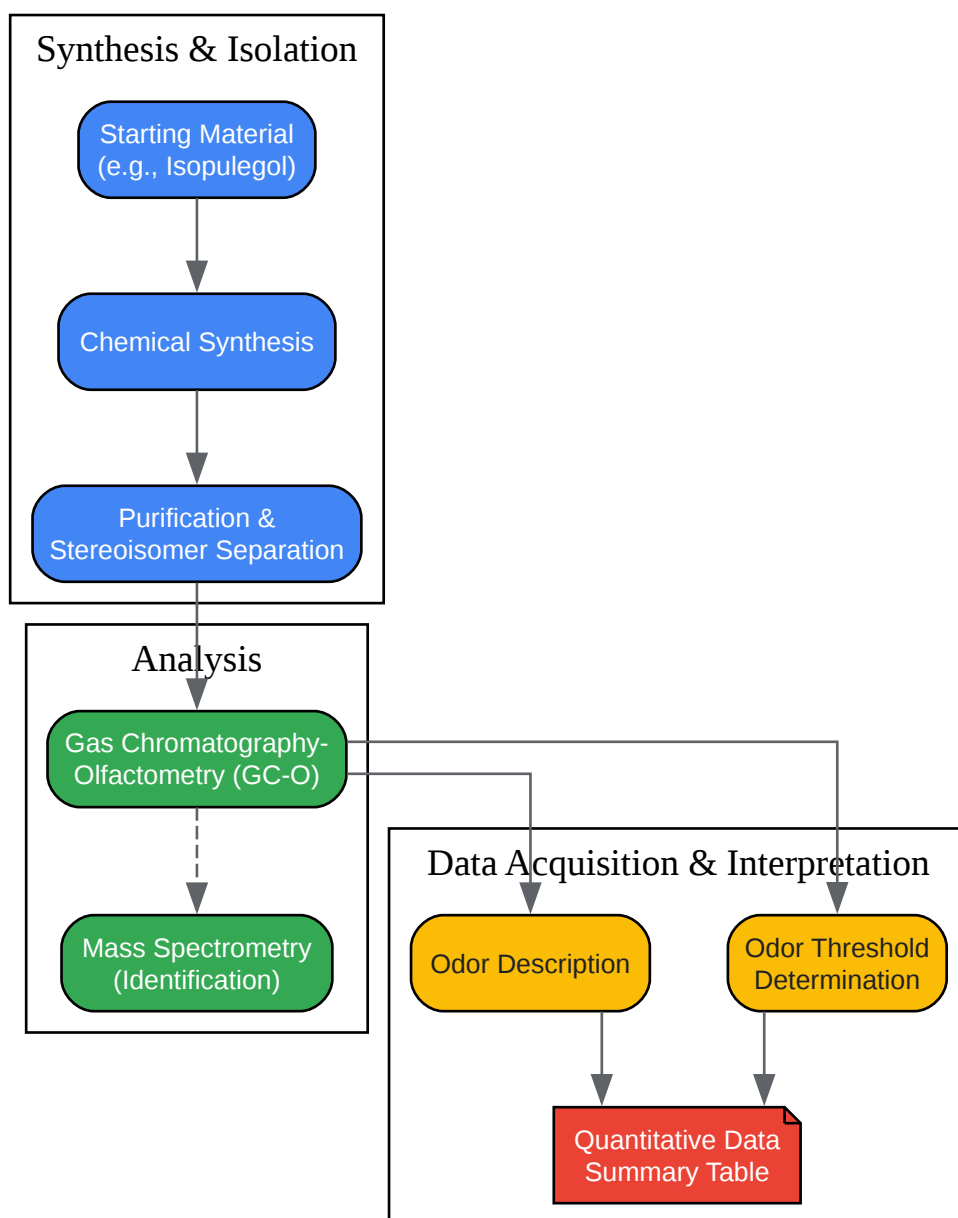 Synthesis & Isolation
Starting Material
(e.g., Isopulegol)
Chemical Synthesis
Purification &
Stereoisomer Separation
Analysis
Gas Chromatography-
Olfactometry (GC-O)
Mass Spectrometry
(Identification)
Data Acquisition & Interpretation
Odor Description
Odor Threshold
Determination
Quantitative Data
Summary Table